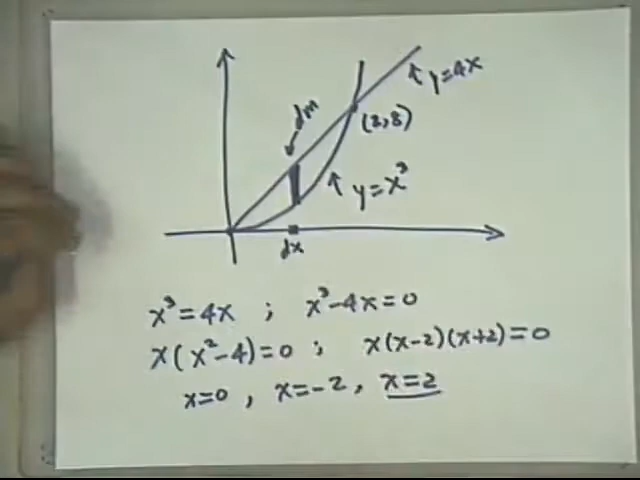 y=4x
dm
(2,8)
y=x³
dx
x³=4x ; x³-4x=0
x(x²-4)=0 ; x(x-2)(x+2)=0
x=0 , x=-2 , x=2